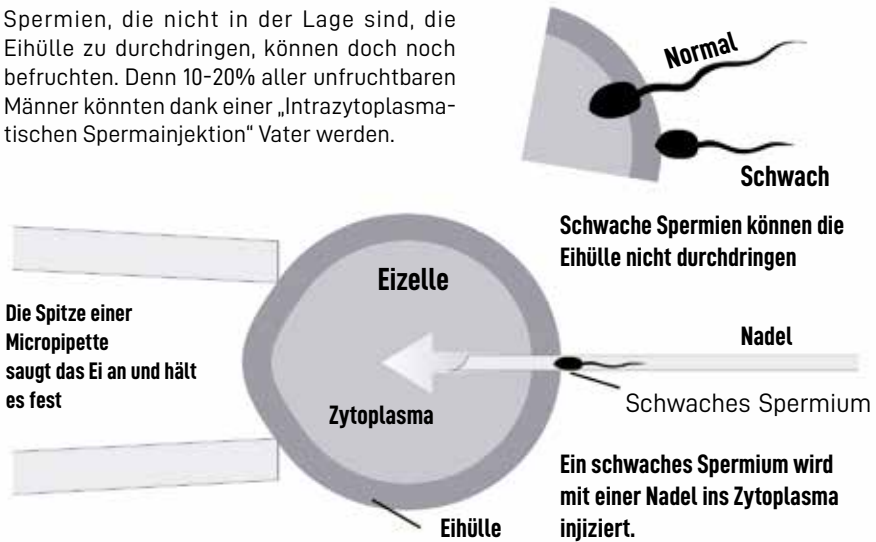 Spermien, die nicht in der Lage sind, die
Eihülle zu durchdringen, können doch noch
befruchten. Denn 10-20% aller unfruchtbaren
Männer könnten dank einer „Intrazytoplasma-
tischen Spermainjektion" Vater werden.
Normal
Schwach
Schwache Spermien können die
Eihülle nicht durchdringen
Eizelle
Die Spitze einer
Micropipette
saugt das Ei an und hält
es fest
Nadel
Schwaches Spermium
Zytoplasma
Ein schwaches Spermium wird
mit einer Nadel ins Zytoplasma
injiziert.
Eihülle